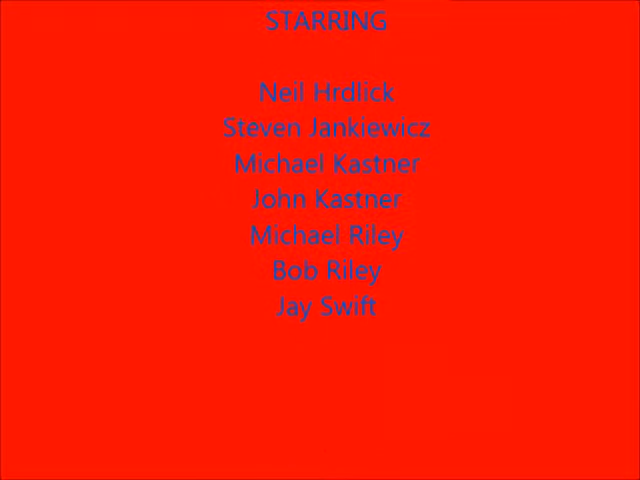 STARRING
Neil Hrdlick
Steven Jankiewicz
Michael Kastner
John Kastner
Michael Riley
Bob Riley
Jay Swift